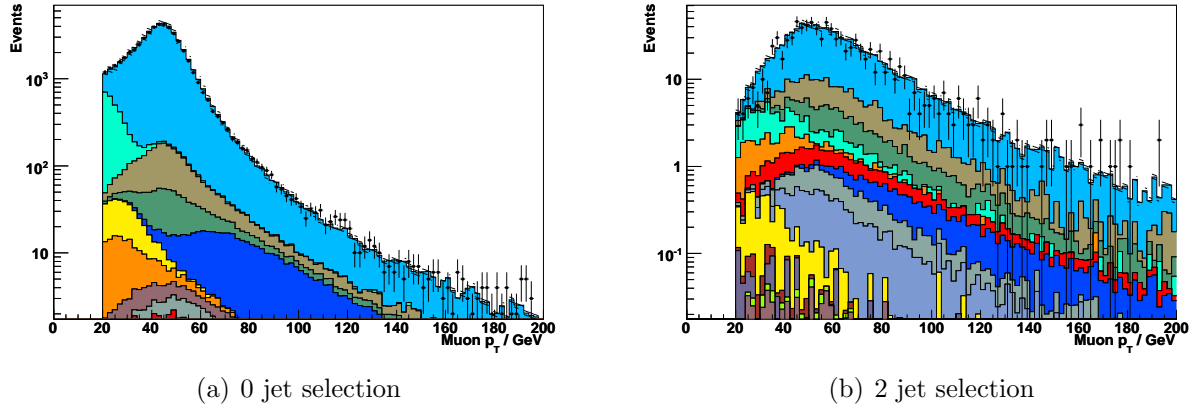 Events
10³
10²
10
0 20 40 60 80 100 120 140 160 180 200
Muon p_T / GeV
(a) 0 jet selection
Events
10
1
10⁻¹
0 20 40 60 80 100 120 140 160 180 200
Muon p_T / GeV
(b) 2 jet selection